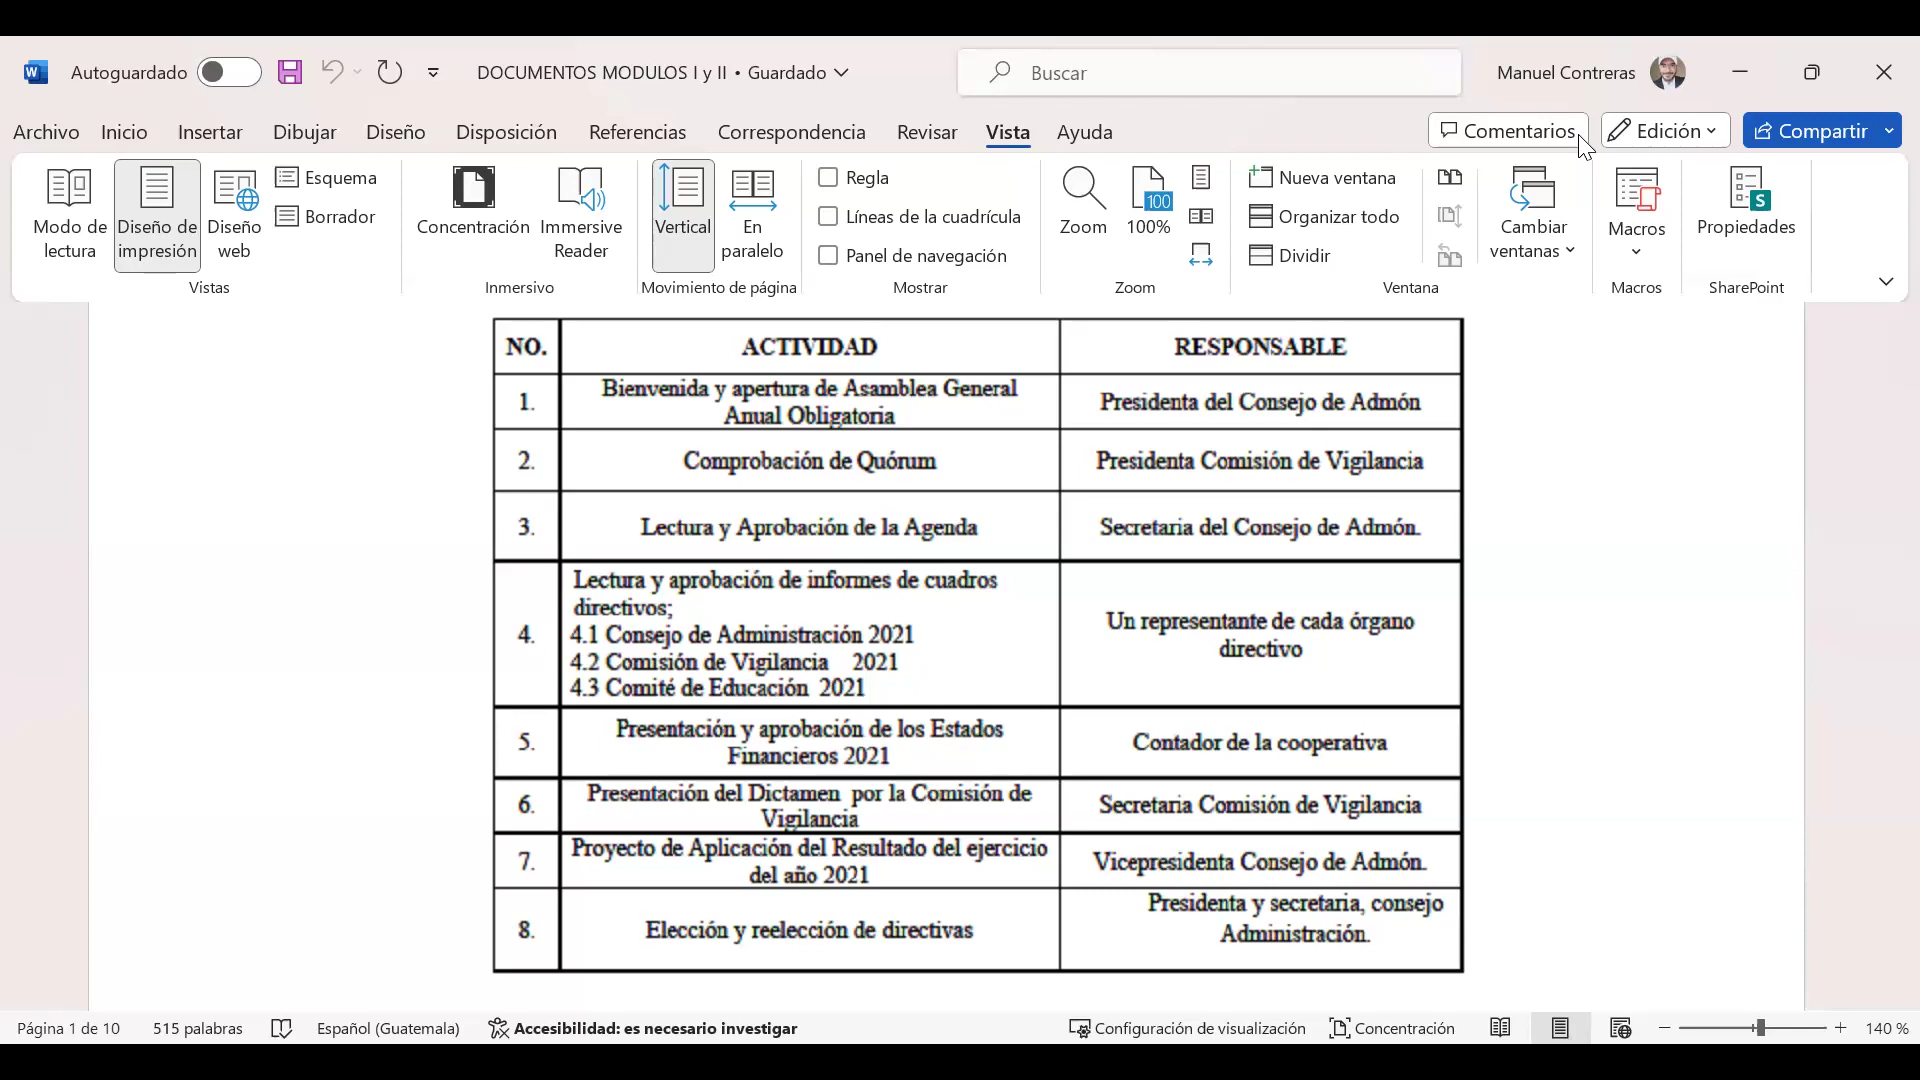 Autoguardado
DOCUMENTOS MODULOS I y II • Guardado
Buscar
Manuel Contreras
Archivo Inicio Insertar Dibujar Diseño Disposición Referencias Correspondencia Revisar Vista Ayuda
Comentarios Edición Compartir
Modo de lectura
Diseño de impresión
Diseño web
Esquema
Borrador
Vistas
Concentración
Immersive Reader
Inmersivo
Vertical
En paralelo
Movimiento de página
Regla
Líneas de la cuadrícula
Panel de navegación
Mostrar
Zoom
100
100%
Zoom
Nueva ventana
Organizar todo
Dividir
Cambiar ventanas
Ventana
Macros
Macros
S
Propiedades
SharePoint
NO. ACTIVIDAD RESPONSABLE
1. Bienvenida y apertura de Asamblea General
Anual Obligatoria
Presidenta del Consejo de Admón
2. Comprobación de Quórum Presidenta Comisión de Vigilancia
3. Lectura y Aprobación de la Agenda Secretaria del Consejo de Admón.
4. Lectura y aprobación de informes de cuadros
directivos;
4.1 Consejo de Administración 2021
4.2 Comisión de Vigilancia 2021
4.3 Comité de Educación 2021
Un representante de cada órgano
directivo
5. Presentación y aprobación de los Estados
Financieros 2021
Contador de la cooperativa
6. Presentación del Dictamen por la Comisión de
Vigilancia
Secretaria Comisión de Vigilancia
7. Proyecto de Aplicación del Resultado del ejercicio
del año 2021
Vicepresidenta Consejo de Admón.
8. Elección y reelección de directivas
Presidenta y secretaria, consejo
Administración.
Página 1 de 10 515 palabras Español (Guatemala) Accesibilidad: es necesario investigar Configuración de visualización Concentración 140 %